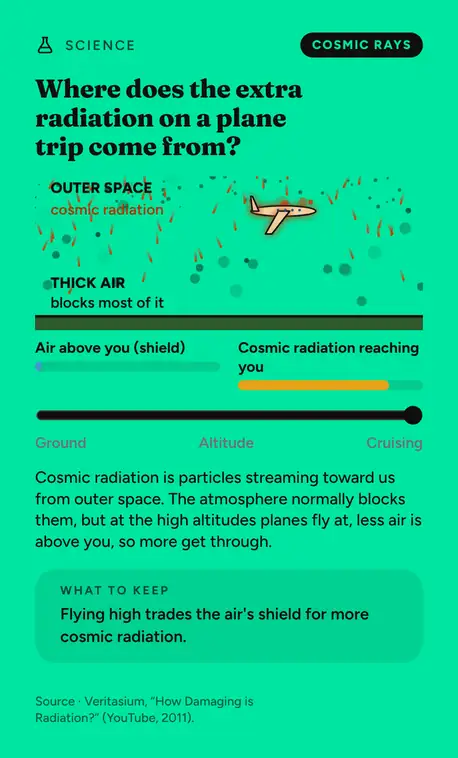 SCIENCE
COSMIC RAYS
Where does the extra
radiation on a plane
trip come from?
OUTER SPACE
cosmic radiation
THICK AIR
blocks most of it
Air above you (shield)
Cosmic radiation reaching
you
Ground
Altitude
Cruising
Cosmic radiation is particles streaming toward us
from outer space. The atmosphere normally blocks
them, but at the high altitudes planes fly at, less air is
above you, so more get through.
WHAT TO KEEP
Flying high trades the air's shield for more
cosmic radiation.
Source · Veritasium, “How Damaging is
Radiation?” (YouTube, 2011).